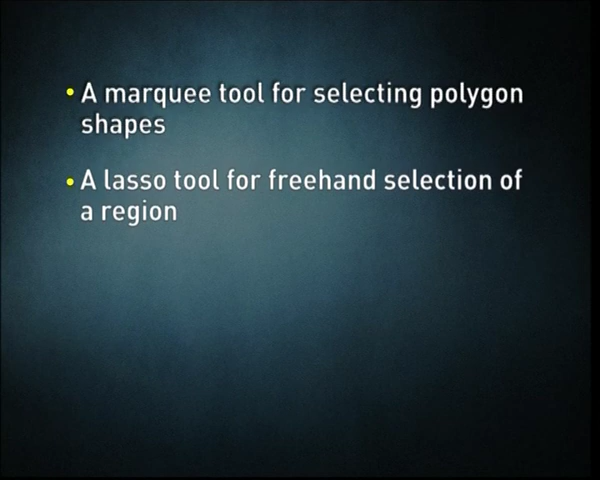 • A marquee tool for selecting polygon
shapes
• A lasso tool for freehand selection of
a region